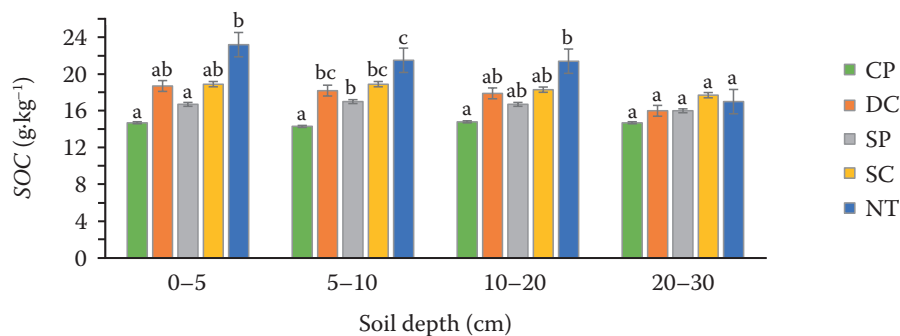 SOC (g·kg⁻¹)
24
20
16
12
8
4
0
a ab a ab b
a bc b bc c
a ab ab ab b
a a a a a
0–5 5–10 10–20 20–30
Soil depth (cm)
CP
DC
SP
SC
NT